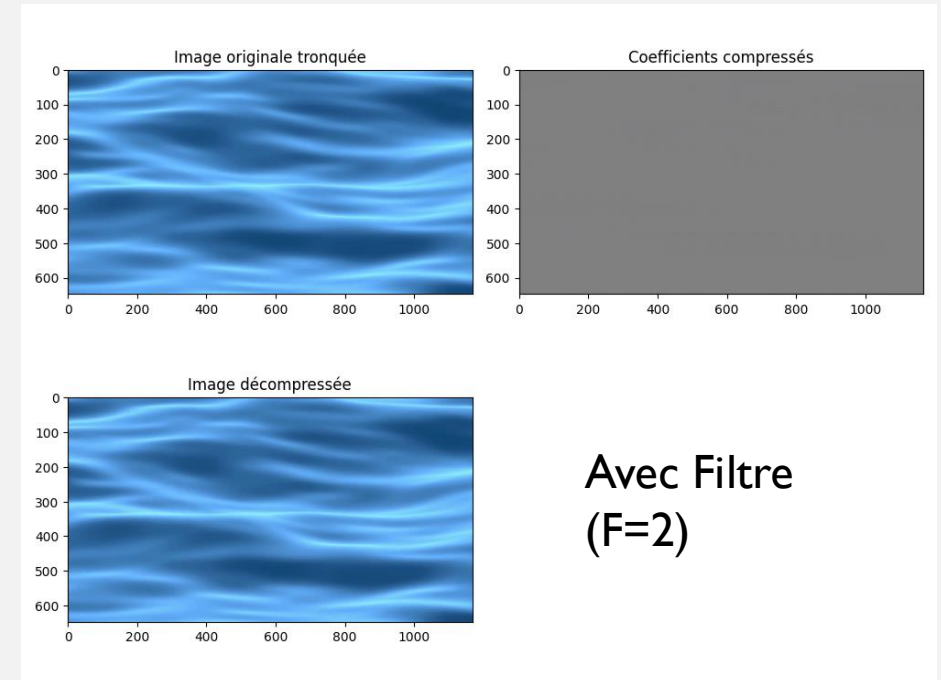 Image originale tronquée
0
100
200
300
400
500
600
0 200 400 600 800 1000
Coefficients compressés
0
100
200
300
400
500
600
0 200 400 600 800 1000
Image décompressée
0
100
200
300
400
500
600
0 200 400 600 800 1000
Avec Filtre
(F=2)